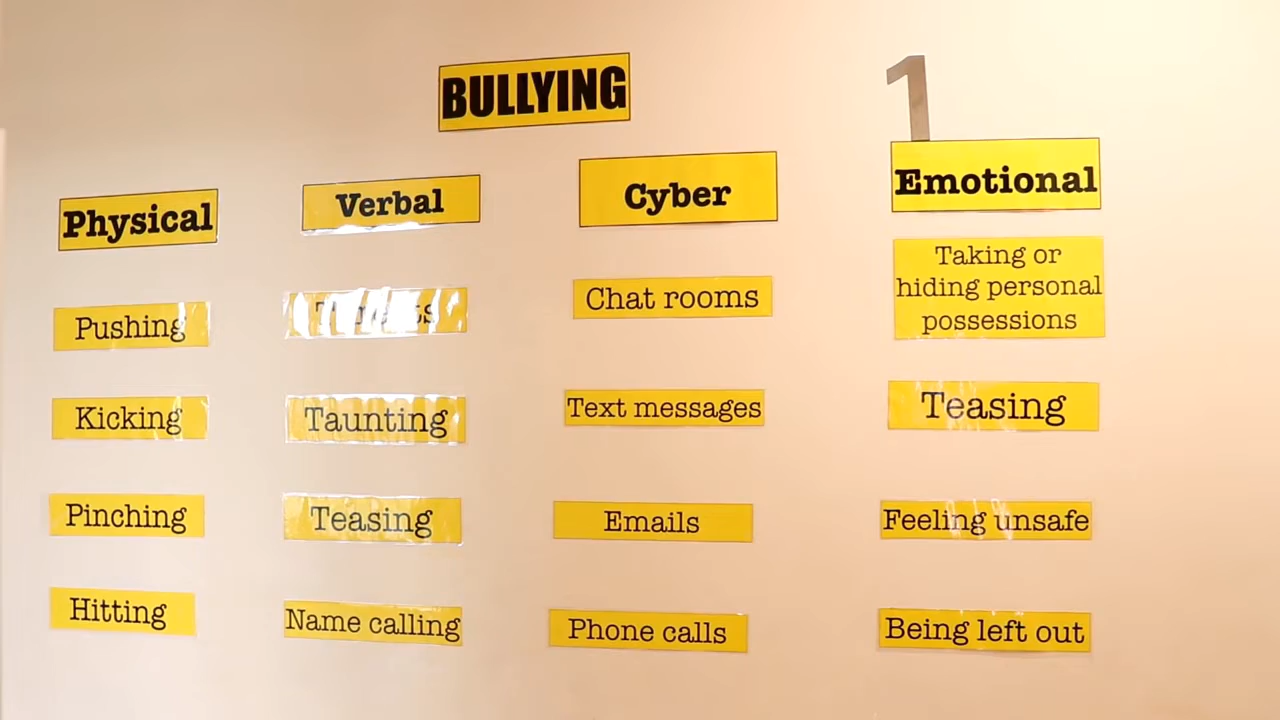 BULLYING
1
Physical
Verbal
Cyber
Emotional
Pushing
Kicking
Pinching
Hitting
Taunting
Teasing
Name calling
Chat rooms
Text messages
Emails
Phone calls
Taking or
hiding personal
possessions
Teasing
Feeling unsafe
Being left out